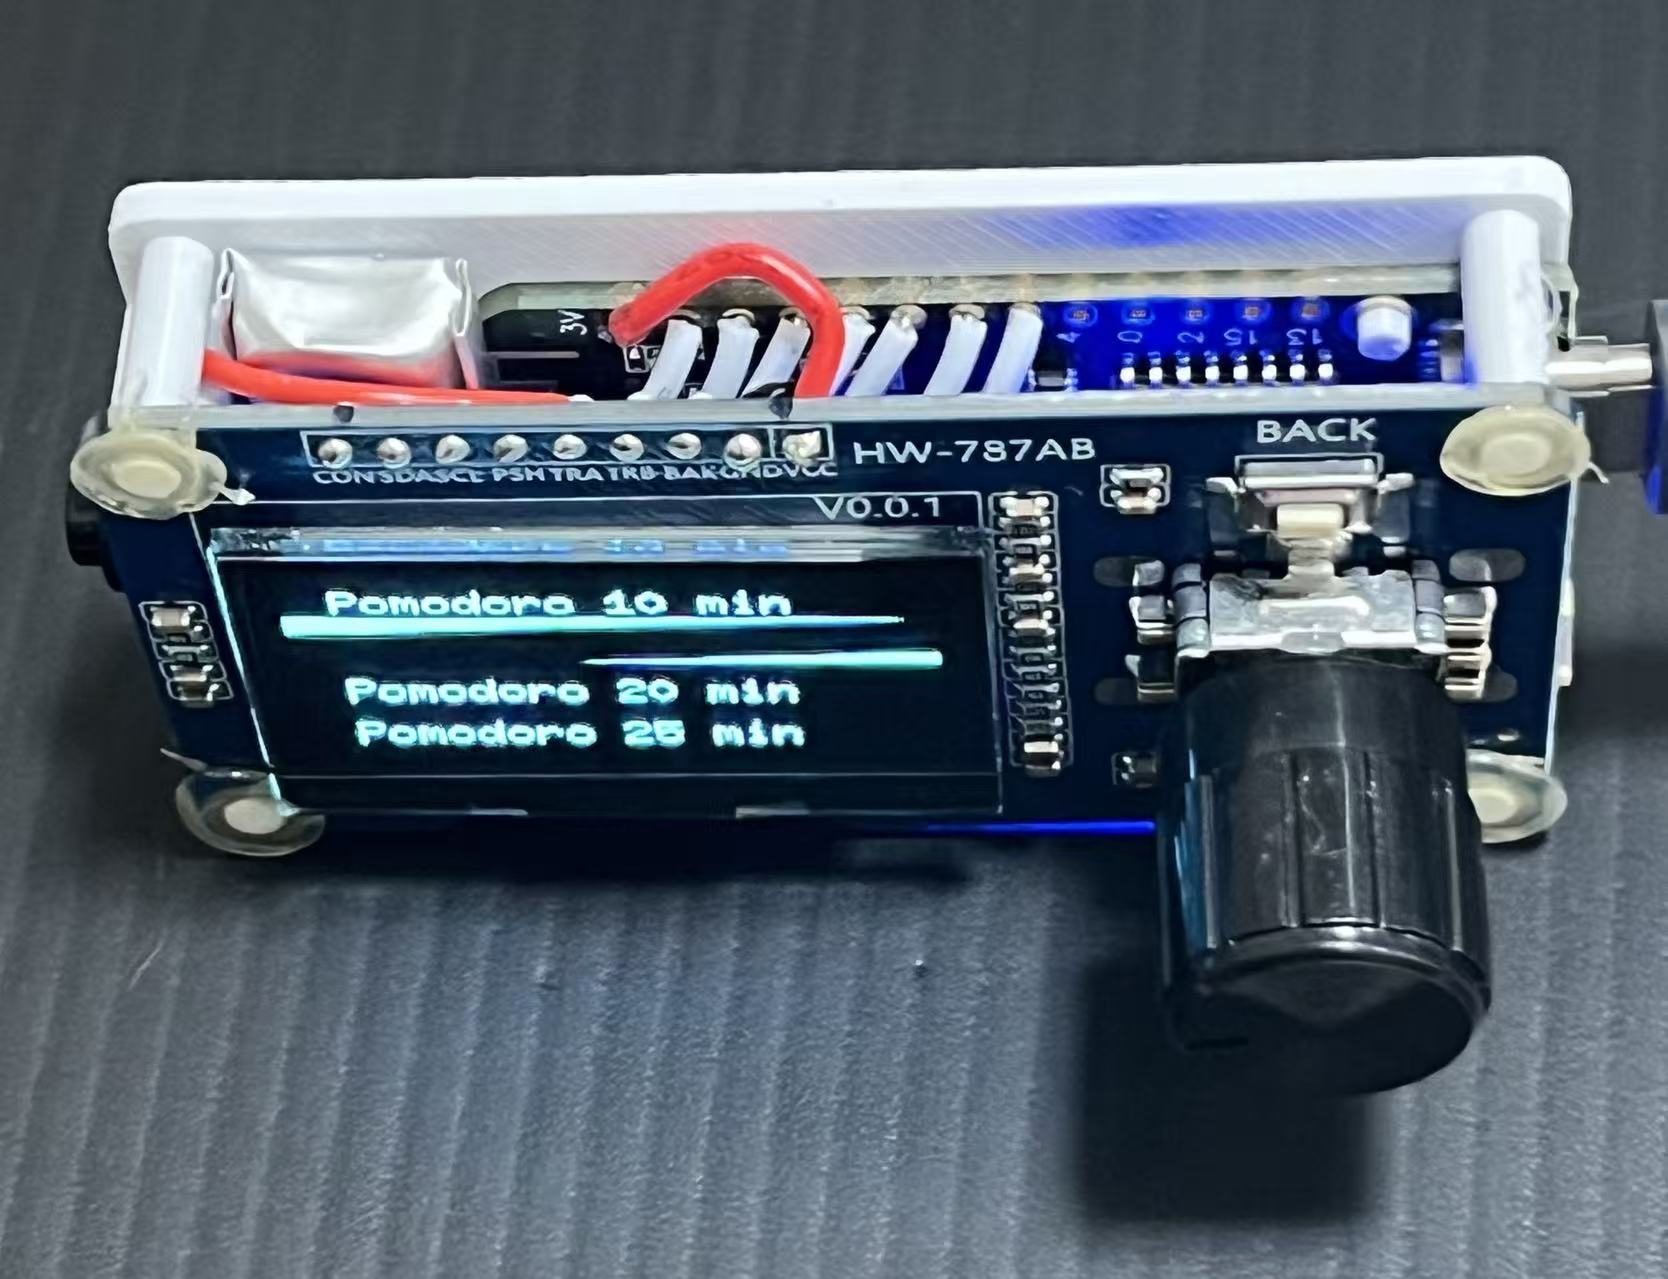 3V
4 0 2 15 13
BACK
HW-787AB
CON SDA SCL PSH TRA TRB BAK GND VCC
V0.0.1
Pomodoro 10 min
Pomodoro 20 min
Pomodoro 25 min